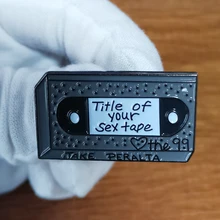 Title of
your
sex tape
♡the 99
JAKE PERALTA